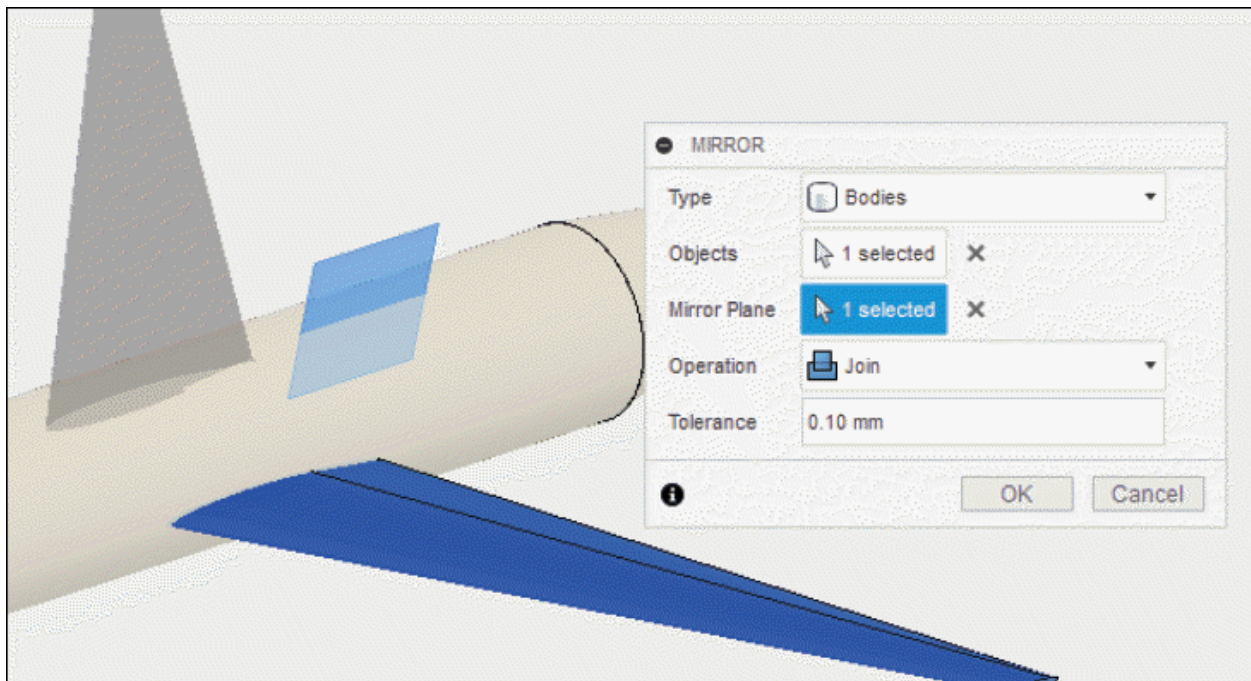 MIRROR
Type Bodies
Objects 1 selected
Mirror Plane 1 selected
Operation Join
Tolerance 0.10 mm
OK Cancel